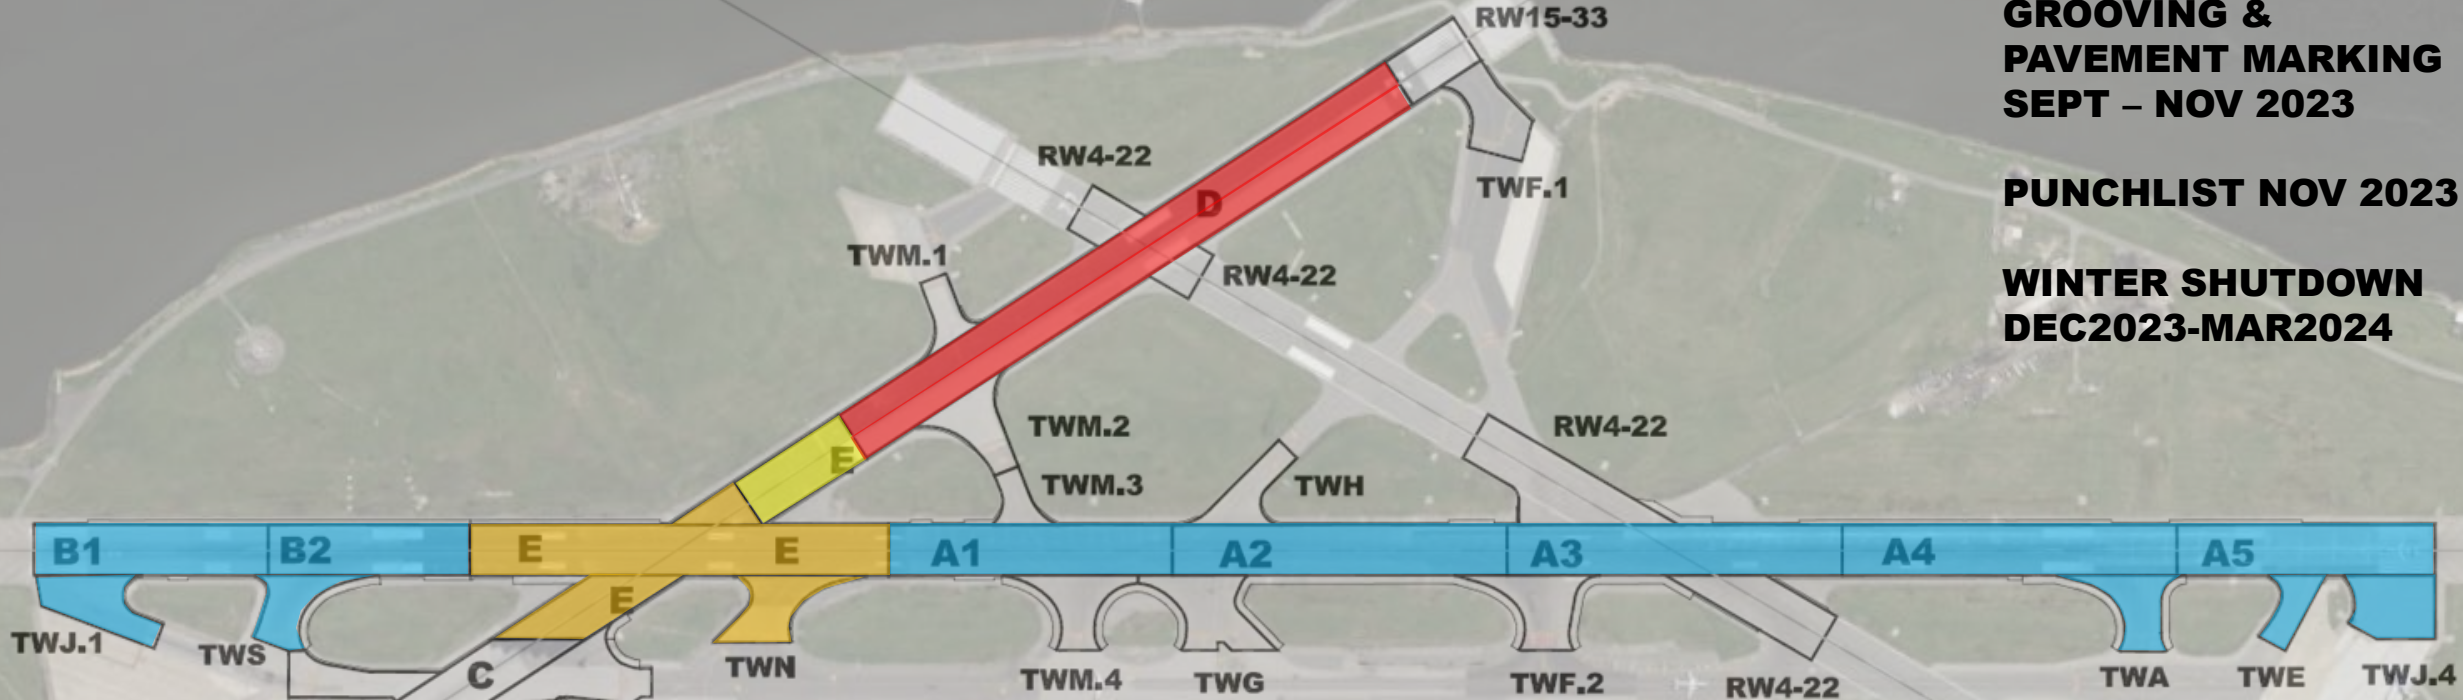 GROOVING &
PAVEMENT MARKING
SEPT – NOV 2023
PUNCHLIST NOV 2023
WINTER SHUTDOWN
DEC2023-MAR2024
RW15-33
RW4-22
D
TWF.1
TWM.1
RW4-22
TWM.2
RW4-22
E
TWM.3
TWH
B1
B2
E
E
A1
A2
A3
A4
A5
E
TWJ.1
TWS
C
TWN
TWM.4
TWG
TWF.2
RW4-22
TWA
TWE
TWJ.4